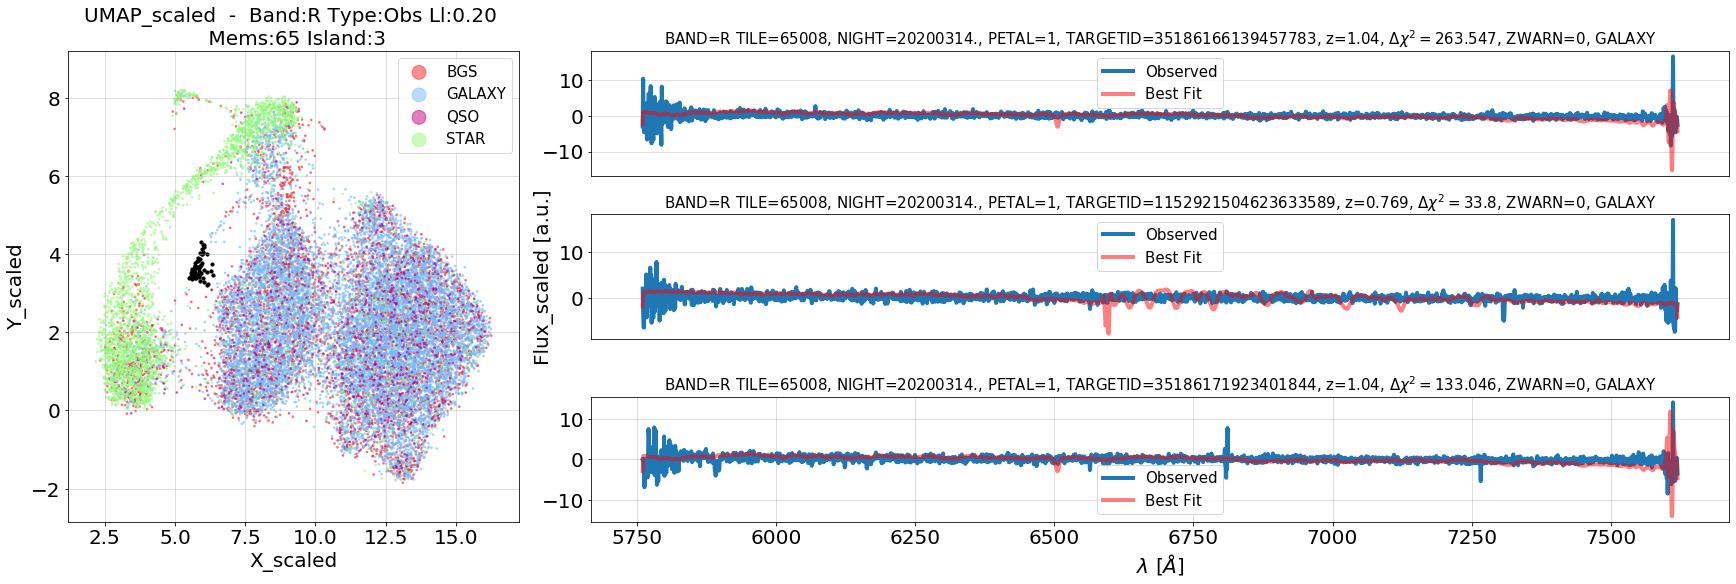 UMAP_scaled  -  Band:R Type:Obs Ll:0.20
Mems:65 Island:3
BGS
GALAXY
QSO
STAR
8
6
4
2
0
−2
2.5 5.0 7.5 10.0 12.5 15.0
X_scaled
Y_scaled
BAND=R TILE=65008, NIGHT=20200314., PETAL=1, TARGETID=35186166139457783, z=1.04, Δχ² = 263.547, ZWARN=0, GALAXY
Observed
Best Fit
10
0
−10
BAND=R TILE=65008, NIGHT=20200314., PETAL=1, TARGETID=1152921504623633589, z=0.769, Δχ² = 33.8, ZWARN=0, GALAXY
Observed
Best Fit
10
0
Flux_scaled [a.u.]
BAND=R TILE=65008, NIGHT=20200314., PETAL=1, TARGETID=35186171923401844, z=1.04, Δχ² = 133.046, ZWARN=0, GALAXY
Observed
Best Fit
10
0
−10
5750 6000 6250 6500 6750 7000 7250 7500
λ [Å]